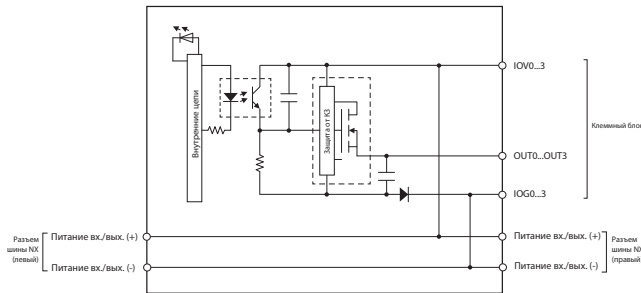 IOV0...3
Внутренние цепи
Защита от КЗ
Клеммный блок
OUT0...OUT3
IOG0...3
Разъем
шины NX
(левый)
Питание вх./вых. (+)
Питание вх./вых. (-)
Питание вх./вых. (+)
Питание вх./вых. (-)
Разъем
шины NX
(правый)